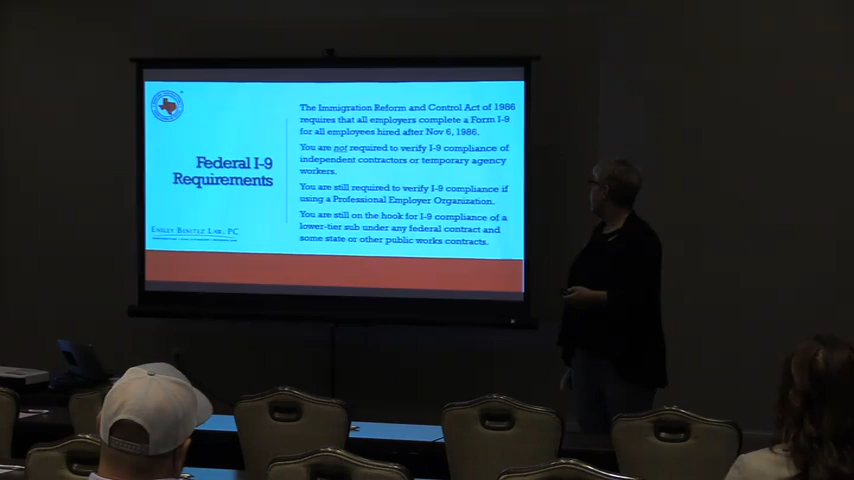 Federal I-9
Requirements
ENSLEY BENITEZ LAW, PC
The Immigration Reform and Control Act of 1986
requires that all employers complete a Form I-9
for all employees hired after Nov 6, 1986.
You are not required to verify I-9 compliance of
independent contractors or temporary agency
workers.
You are still required to verify I-9 compliance if
using a Professional Employer Organization.
You are still on the hook for I-9 compliance of a
lower-tier sub under any federal contract and
some state or other public works contracts.